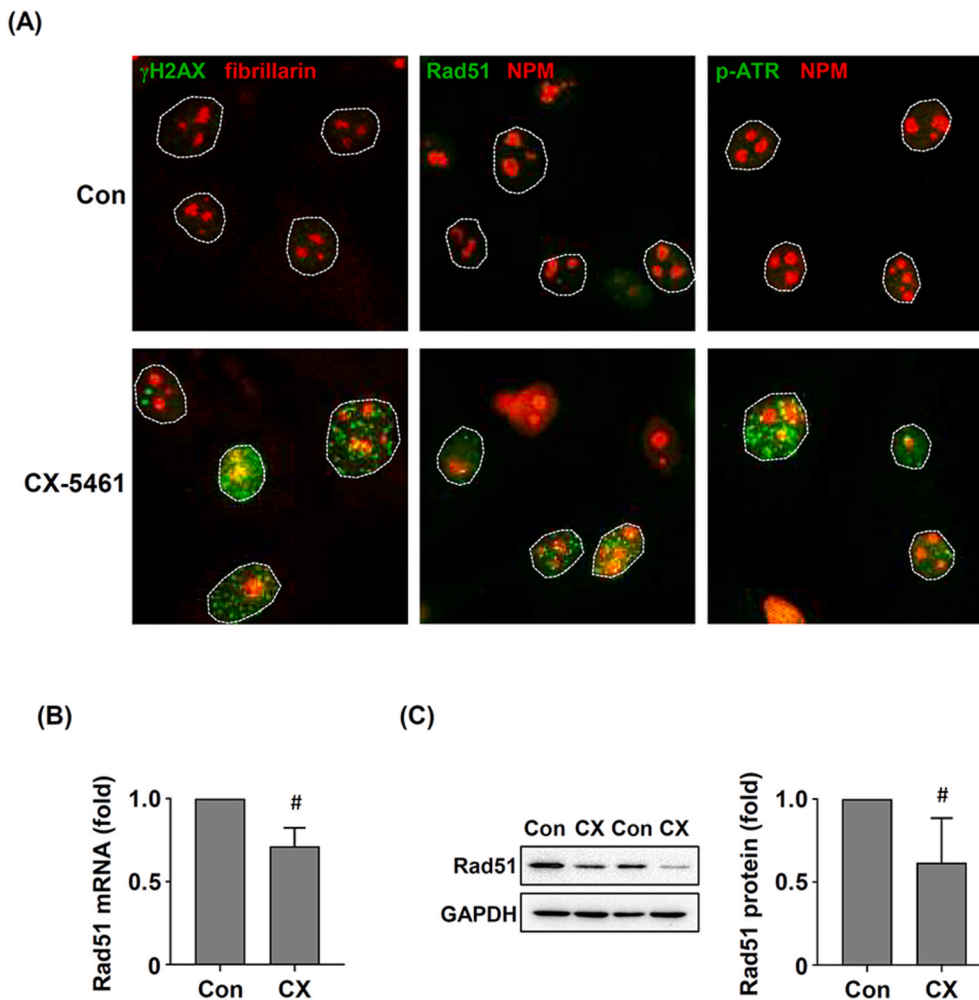 (A)
γH2AX fibrillarin
Rad51 NPM
p-ATR NPM
Con
CX-5461
(B)
Rad51 mRNA (fold)
1.0
0.5
0
#
Con CX
(C)
Con CX Con CX
Rad51
GAPDH
Rad51 protein (fold)
1.0
0.5
0
#
Con CX